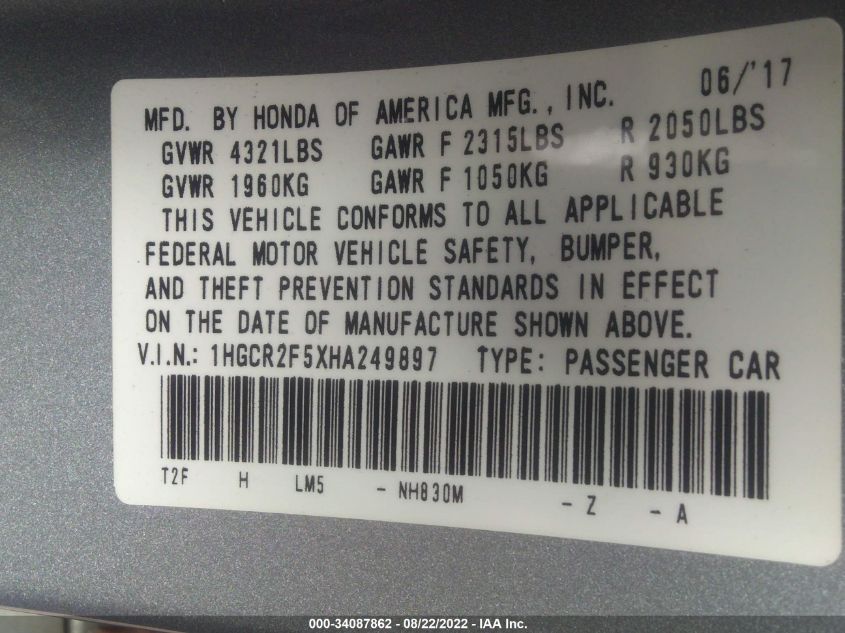 06/'17
MFD. BY HONDA OF AMERICA MFG., INC.
GVWR 4321LBS GAWR F 2315LBS R 2050LBS
GVWR 1960KG GAWR F 1050KG R 930KG
THIS VEHICLE CONFORMS TO ALL APPLICABLE
FEDERAL MOTOR VEHICLE SAFETY, BUMPER,
AND THEFT PREVENTION STANDARDS IN EFFECT
ON THE DATE OF MANUFACTURE SHOWN ABOVE.
V.I.N.: 1HGCR2F5XHA249897 TYPE: PASSENGER CAR
T2F H LM5 - NH830M - Z - A
000-34087862 - 08/22/2022 - IAA Inc.